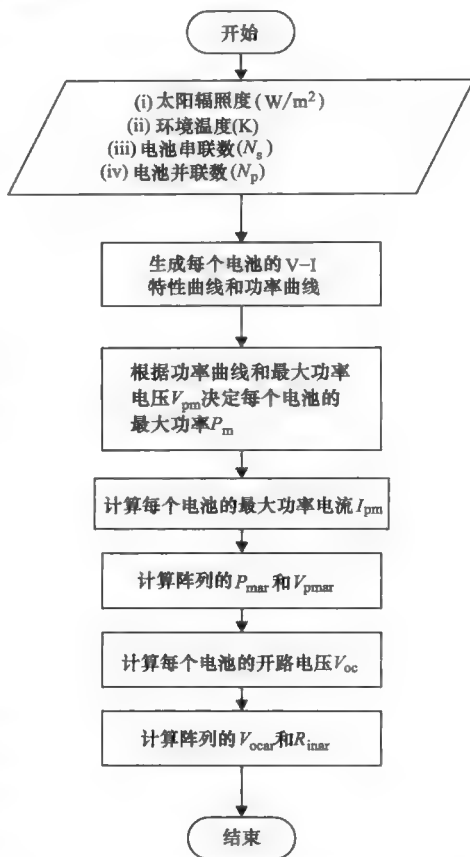 开始
(i) 太阳辐照度(W/m²)
(ii) 环境温度(K)
(iii) 电池串联数(Nₛ)
(iv) 电池并联数(Nₚ)
生成每个电池的 V-I
特性曲线和功率曲线
根据功率曲线和最大功率
电压Vpm决定每个电池的
最大功率Pm
计算每个电池的最大功率电流Ipm
计算阵列的Pmar和Vpmar
计算每个电池的开路电压Voc
计算阵列的Vocar和Rinar
结束